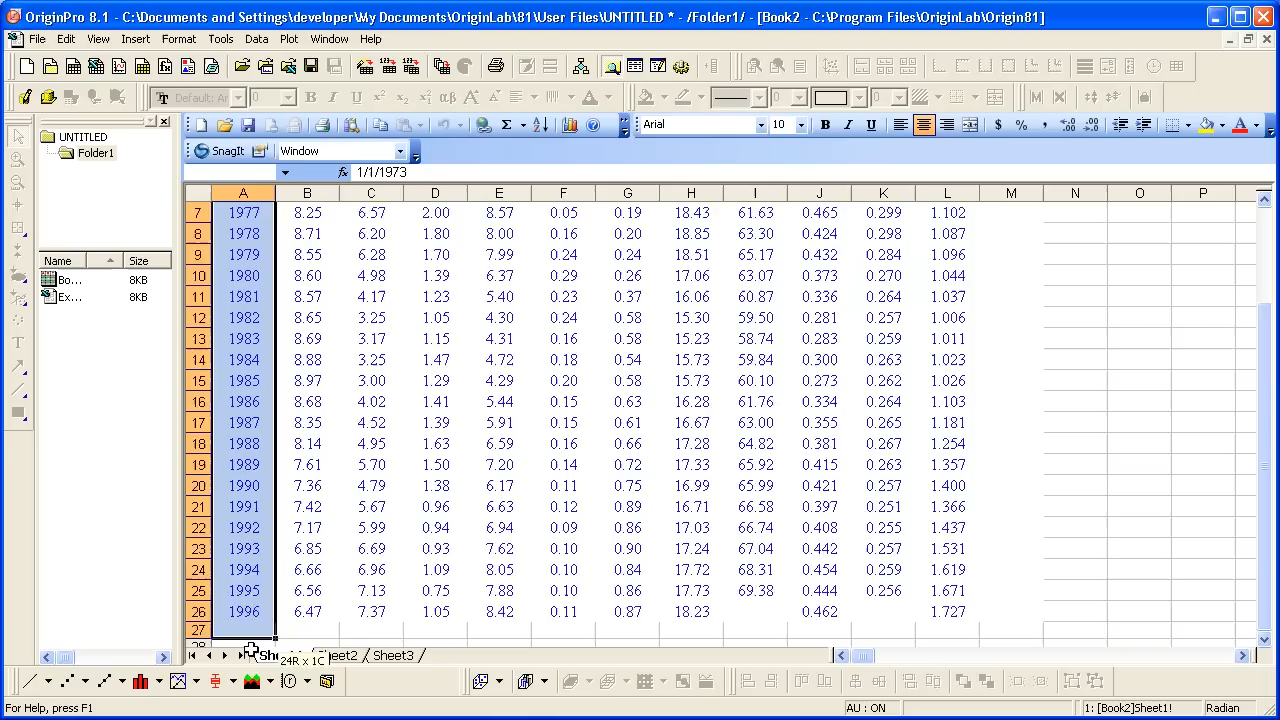 OriginPro 8.1 - C:\Documents and Settings\developer\My Documents\OriginLab\81\User Files\UNTITLED * - /Folder1/ - [Book2 - C:\Program Files\OriginLab\Origin81]
File Edit View Insert Format Tools Data Plot Window Help
Default: Ar 0 B I U 0 0
Arial 10 B I U $ % ,
SnagIt Window
fx 1/1/1973
UNTITLED
Folder1
Name Size
Bo... 8KB
Ex... 8KB
A B C D E F G H I J K L M N O P
7 1977 8.25 6.57 2.00 8.57 0.05 0.19 18.43 61.63 0.465 0.299 1.102
8 1978 8.71 6.20 1.80 8.00 0.16 0.20 18.85 63.30 0.424 0.298 1.087
9 1979 8.55 6.28 1.70 7.99 0.24 0.24 18.51 65.17 0.432 0.284 1.096
10 1980 8.60 4.98 1.39 6.37 0.29 0.26 17.06 63.07 0.373 0.270 1.044
11 1981 8.57 4.17 1.23 5.40 0.23 0.37 16.06 60.87 0.336 0.264 1.037
12 1982 8.65 3.25 1.05 4.30 0.24 0.58 15.30 59.50 0.281 0.257 1.006
13 1983 8.69 3.17 1.15 4.31 0.16 0.58 15.23 58.74 0.283 0.259 1.011
14 1984 8.88 3.25 1.47 4.72 0.18 0.54 15.73 59.84 0.300 0.263 1.023
15 1985 8.97 3.00 1.29 4.29 0.20 0.58 15.73 60.10 0.273 0.262 1.026
16 1986 8.68 4.02 1.41 5.44 0.15 0.63 16.28 61.76 0.334 0.264 1.103
17 1987 8.35 4.52 1.39 5.91 0.15 0.61 16.67 63.00 0.355 0.265 1.181
18 1988 8.14 4.95 1.63 6.59 0.16 0.66 17.28 64.82 0.381 0.267 1.254
19 1989 7.61 5.70 1.50 7.20 0.14 0.72 17.33 65.92 0.415 0.263 1.357
20 1990 7.36 4.79 1.38 6.17 0.11 0.75 16.99 65.99 0.421 0.257 1.400
21 1991 7.42 5.67 0.96 6.63 0.12 0.89 16.71 66.58 0.397 0.251 1.366
22 1992 7.17 5.99 0.94 6.94 0.09 0.86 17.03 66.74 0.408 0.255 1.437
23 1993 6.85 6.69 0.93 7.62 0.10 0.90 17.24 67.04 0.442 0.257 1.531
24 1994 6.66 6.96 1.09 8.05 0.10 0.84 17.72 68.31 0.454 0.259 1.619
25 1995 6.56 7.13 0.75 7.88 0.10 0.86 17.73 69.38 0.444 0.256 1.671
26 1996 6.47 7.37 1.05 8.42 0.11 0.87 18.23 0.462 1.727
27
28
Sheet2 Sheet3
24R x 1C
For Help, press F1 AU : ON 1: [Book2]Sheet1! Radian